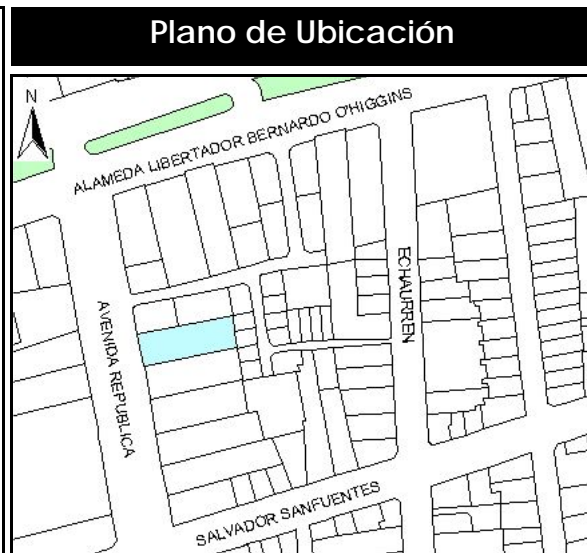 Plano de Ubicación
N
ALAMEDA LIBERTADOR BERNARDO O'HIGGINS
ECHAURREN
AVENIDA REPUBLICA
SALVADOR SANFUENTES